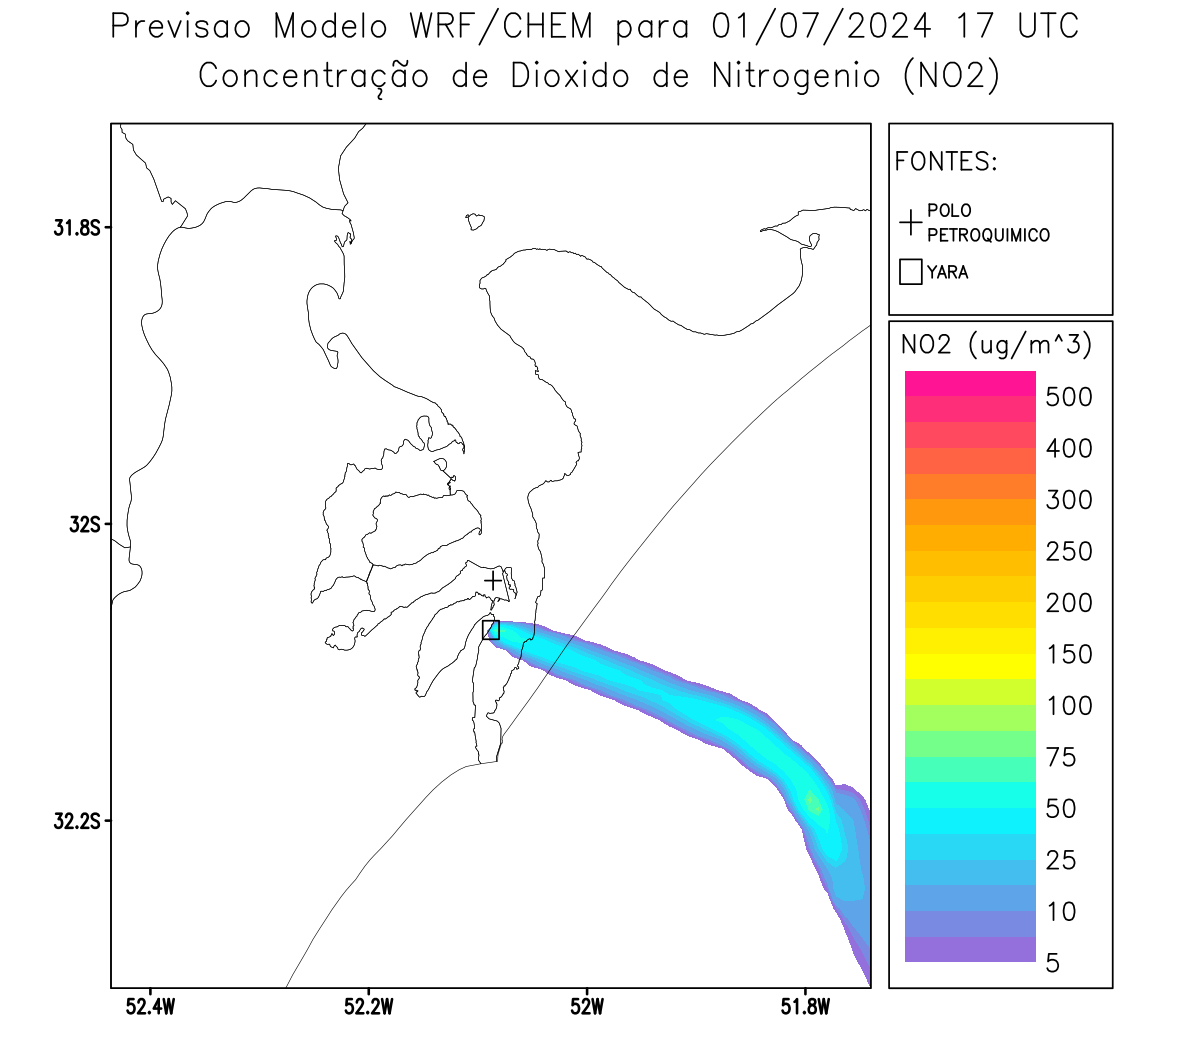 Previsao Modelo WRF/CHEM para 01/07/2024 17 UTC
Concentração de Dioxido de Nitrogenio (NO2)
FONTES:
POLO
PETROQUIMICO
YARA
31.8S
32S
32.2S
52.4W
52.2W
52W
51.8W
NO2 (ug/m^3)
500
400
300
250
200
150
100
75
50
25
10
5